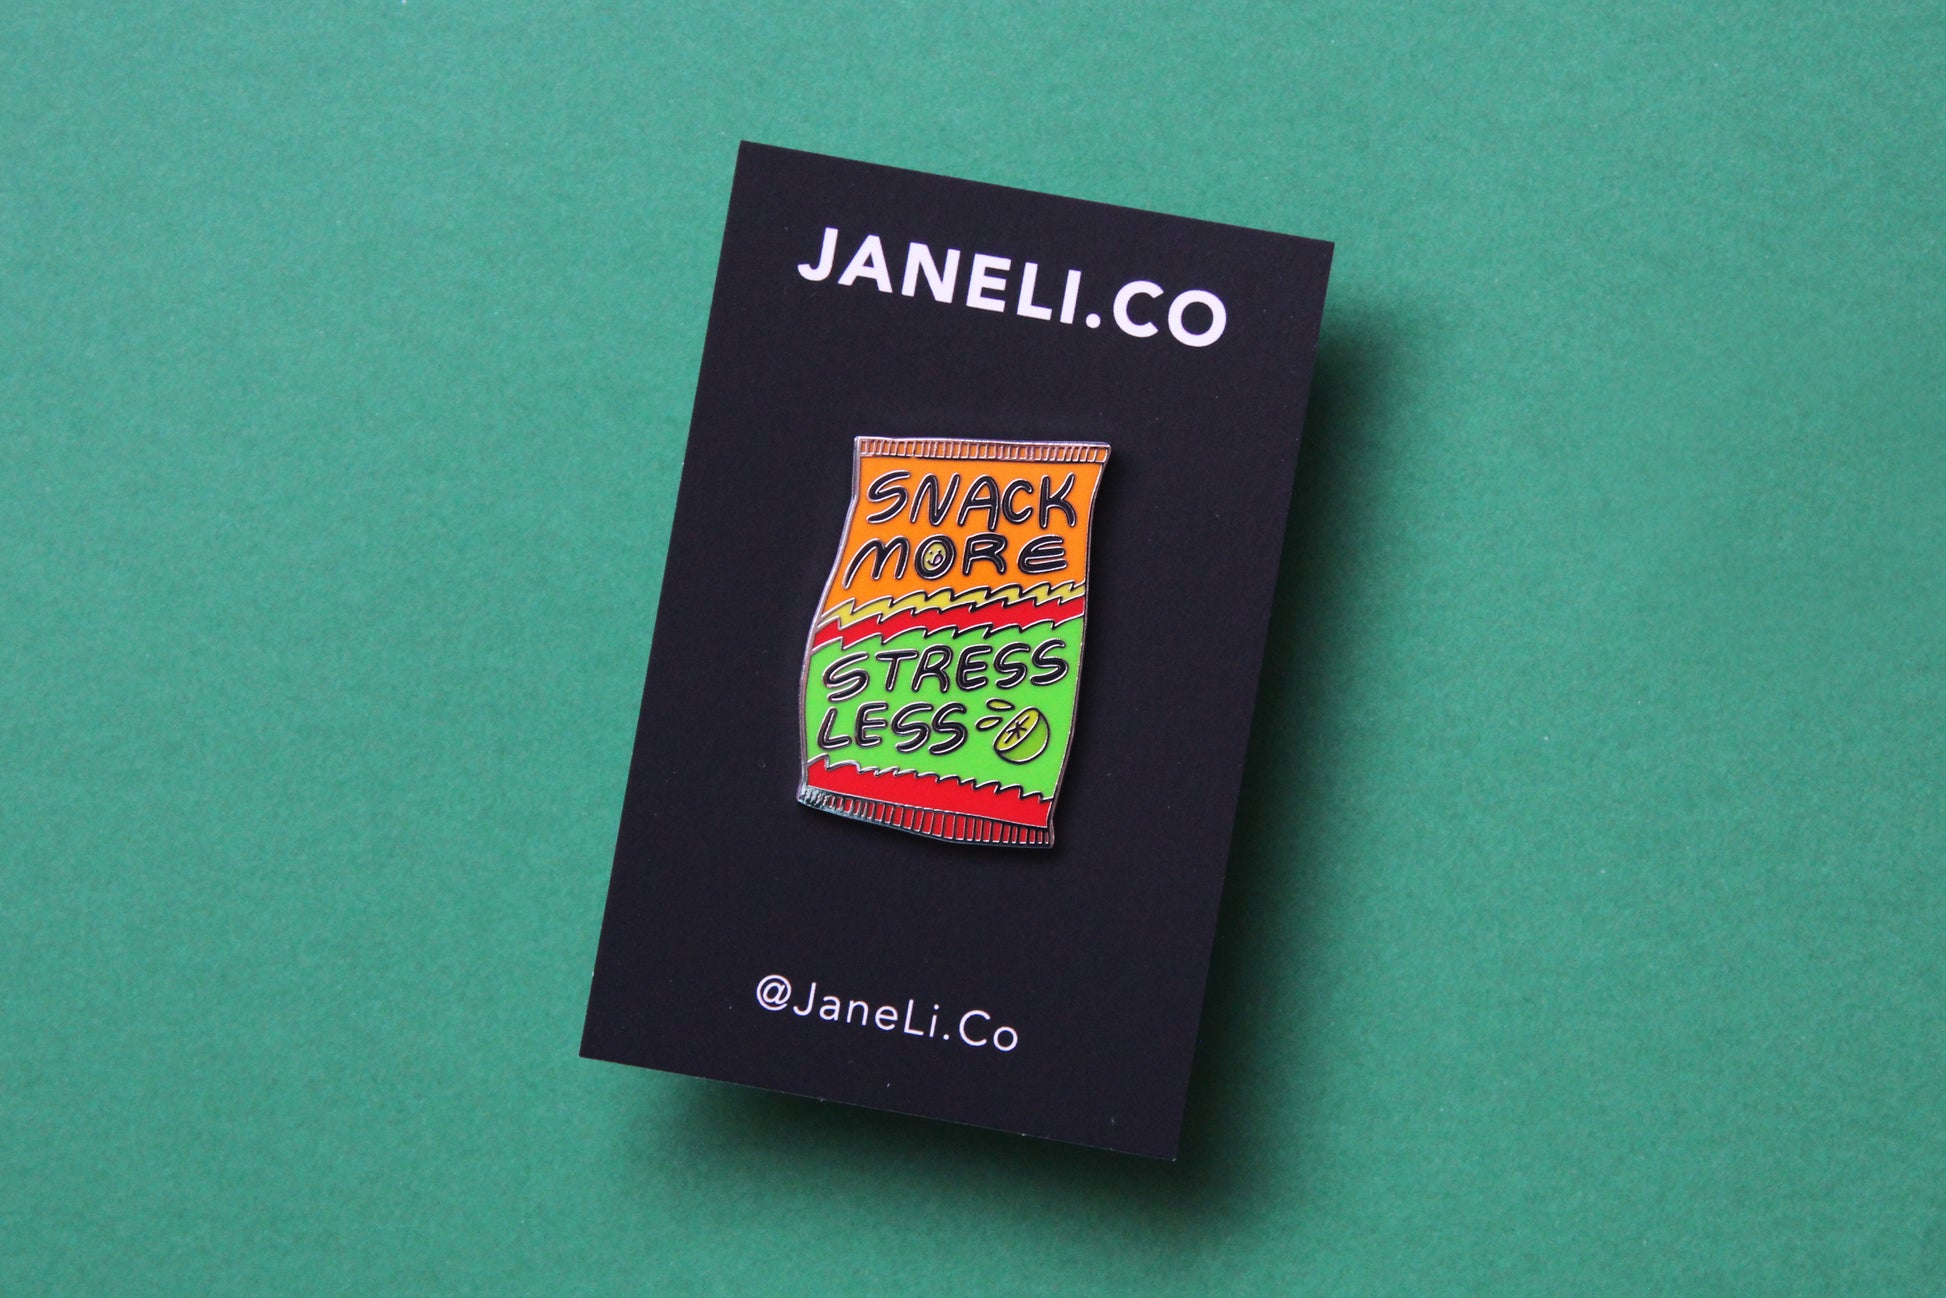 JANELI.CO
SNACK
MORE
STRESS
LESS
@JaneLi.Co